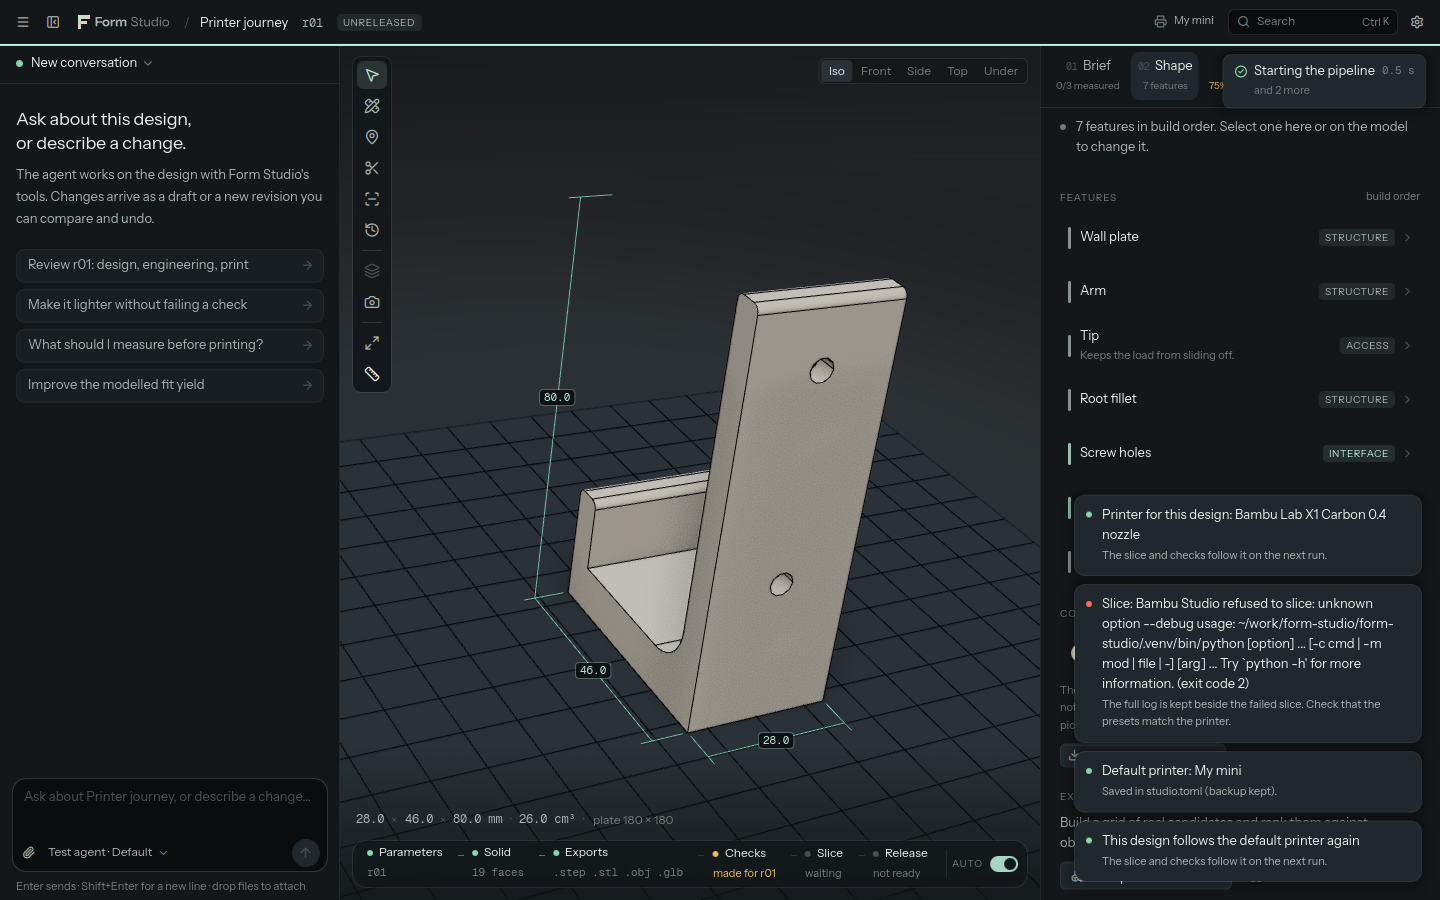 Form Studio / Printer journey r01 UNRELEASED
My mini
Search Ctrl K
New conversation
Ask about this design,
or describe a change.
The agent works on the design with Form Studio's
tools. Changes arrive as a draft or a new revision you
can compare and undo.
Review r01: design, engineering, print
Make it lighter without failing a check
What should I measure before printing?
Improve the modelled fit yield
Ask about Printer journey, or describe a change...
Test agent · Default
Enter sends · Shift+Enter for a new line · drop files to attach
Iso Front Side Top Under
80.0
46.0
28.0
28.0 × 46.0 × 80.0 mm · 26.0 cm³ · plate 180 × 180
Parameters
r01
Solid
19 faces
Exports
.step .stl .obj .glb
Checks
made for r01
Slice
waiting
Release
not ready
AUTO
01 Brief
0/3 measured
02 Shape
7 features
Starting the pipeline 0.5 s
and 2 more
7 features in build order. Select one here or on the model
to change it.
FEATURES build order
Wall plate STRUCTURE
Arm STRUCTURE
Tip
Keeps the load from sliding off.
ACCESS
Root fillet STRUCTURE
Screw holes INTERFACE
Printer for this design: Bambu Lab X1 Carbon 0.4
nozzle
The slice and checks follow it on the next run.
Slice: Bambu Studio refused to slice: unknown
option --debug usage: ~/work/form-studio/form-
studio/.venv/bin/python [option] ... [-c cmd | -m
mod | file | -] [arg] ... Try `python -h' for more
information. (exit code 2)
The full log is kept beside the failed slice. Check that the
presets match the printer.
Default printer: My mini
Saved in studio.toml (backup kept).
This design follows the default printer again
The slice and checks follow it on the next run.